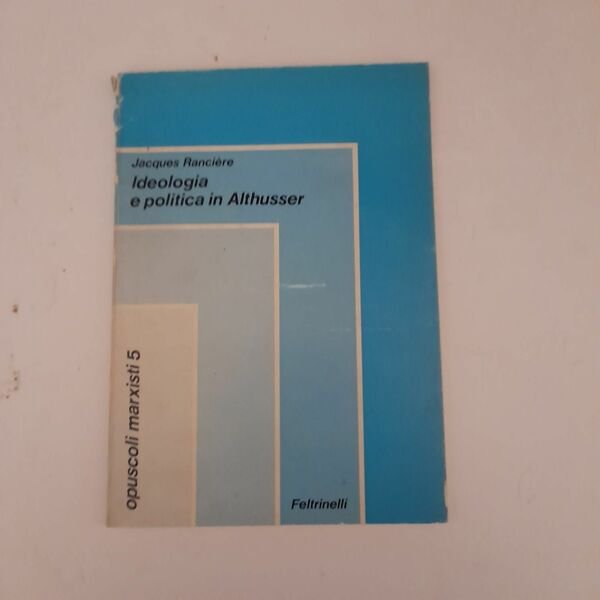 Jacques Rancière
Ideologia
e politica in Althusser
opuscoli marxisti 5
Feltrinelli